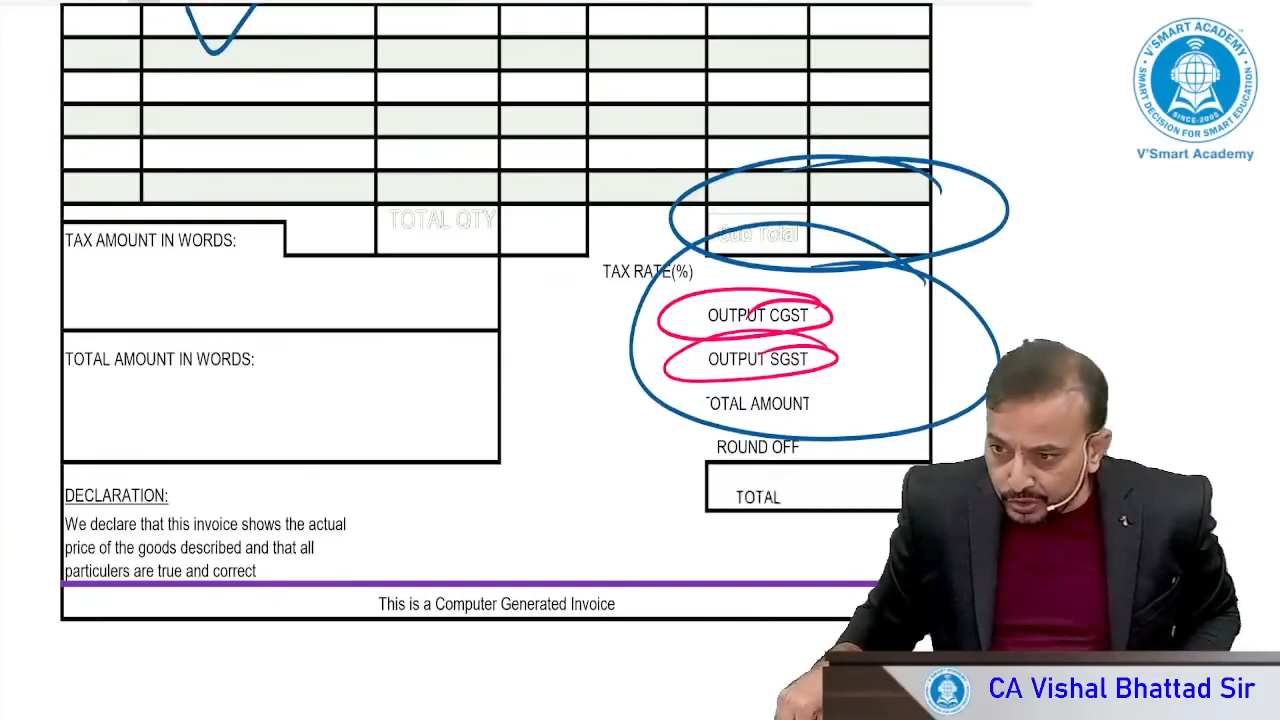 V'SMART ACADEMY
SMART DECISION FOR SMART EDUCATION
SINCE-2005
V'Smart Academy
TOTAL QTY
Sub Total
TAX AMOUNT IN WORDS:
TAX RATE(%)
OUTPUT CGST
OUTPUT SGST
TOTAL AMOUNT IN WORDS:
OTAL AMOUNT
ROUND OFF
TOTAL
DECLARATION:
We declare that this invoice shows the actual
price of the goods described and that all
particulers are true and correct
This is a Computer Generated Invoice
CA Vishal Bhattad Sir